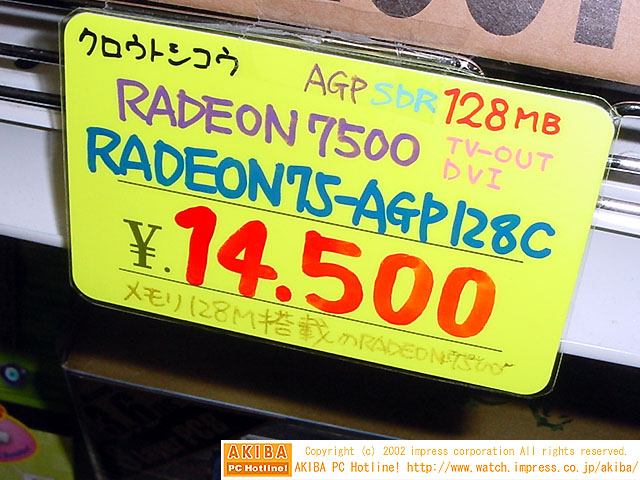 クロウトシコウ
AGP SDR 128MB
RADEON 7500
TV-OUT
DVI
RADEON75-AGP128C
¥. 14.500
メモリ128M搭載のRADEON7500
AKIBA
PC Hotline!
Copyright (c) 2002 impress corporation All rights reserved.
AKIBA PC Hotline! http://www.watch.impress.co.jp/akiba/